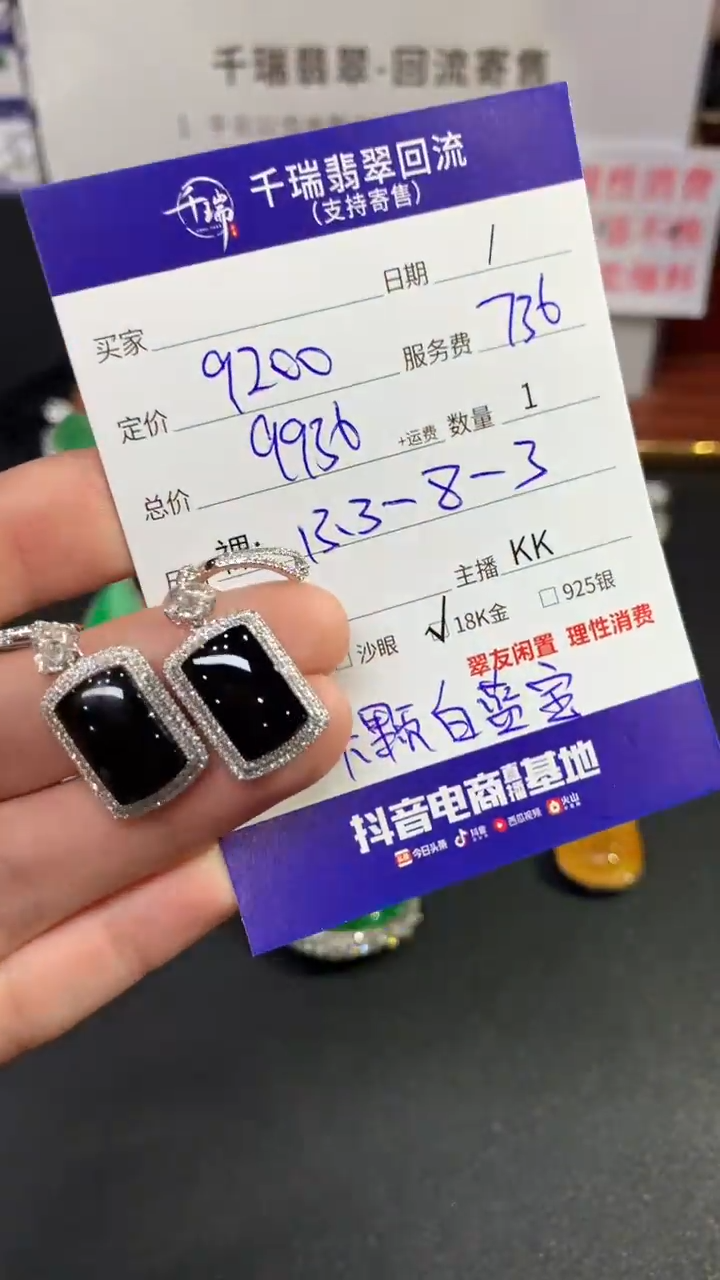 千瑞翡翠-回流寄售
千瑞
千瑞翡翠回流
(支持寄售)
日期 /
买家
服务费 736
定价 9200
+运费 数量 1
总价 9936
裸: 13.3-8-3
主播 KK
沙眼 ✓ 18K金 □ 925银
翠友闲置 理性消费
颗白蓝宝
抖音电商直播基地
今日头条 抖音 西瓜视频 火山